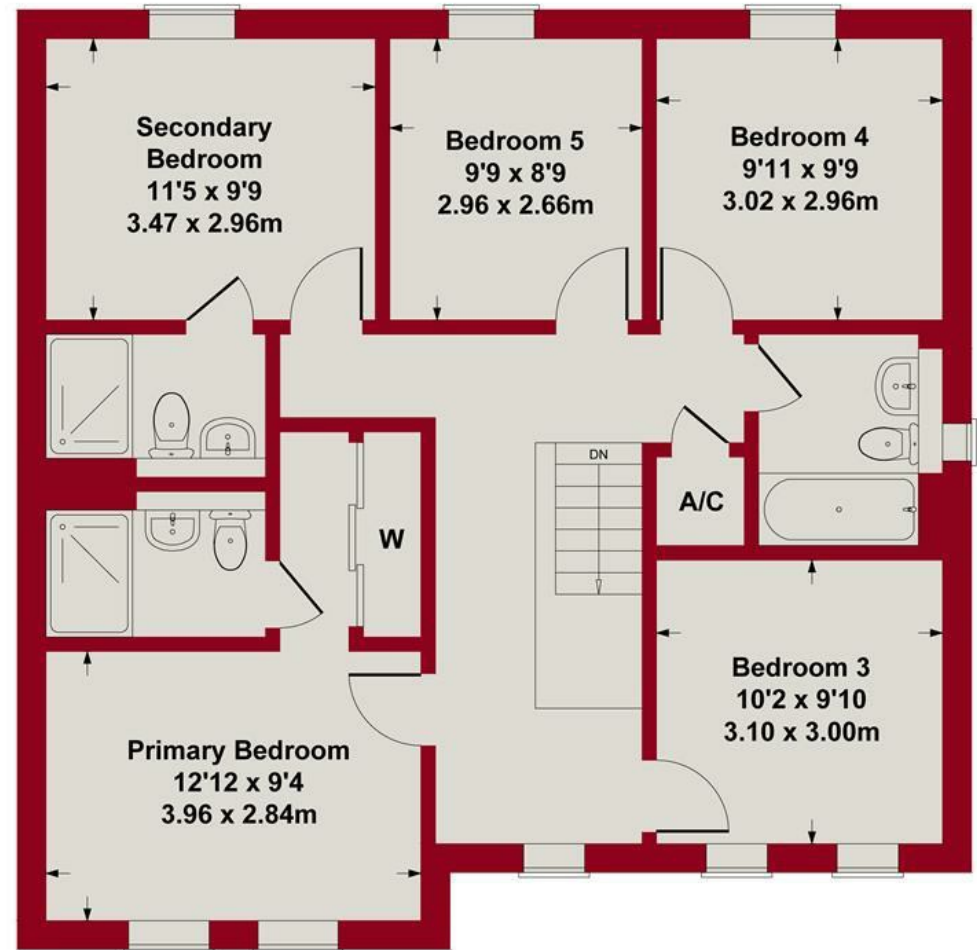 Secondary
Bedroom
11'5 x 9'9
3.47 x 2.96m
Bedroom 5
9'9 x 8'9
2.96 x 2.66m
Bedroom 4
9'11 x 9'9
3.02 x 2.96m
DN
A/C
W
Bedroom 3
10'2 x 9'10
3.10 x 3.00m
Primary Bedroom
12'12 x 9'4
3.96 x 2.84m